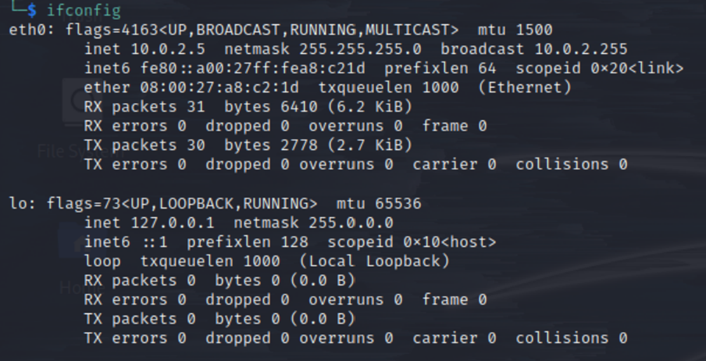 └─$ ifconfig
eth0: flags=4163<UP,BROADCAST,RUNNING,MULTICAST>  mtu 1500
        inet 10.0.2.5  netmask 255.255.255.0  broadcast 10.0.2.255
        inet6 fe80::a00:27ff:fea8:c21d  prefixlen 64  scopeid 0×20<link>
        ether 08:00:27:a8:c2:1d  txqueuelen 1000  (Ethernet)
        RX packets 31  bytes 6410 (6.2 KiB)
        RX errors 0  dropped 0  overruns 0  frame 0
        TX packets 30  bytes 2778 (2.7 KiB)
        TX errors 0  dropped 0 overruns 0  carrier 0  collisions 0

lo: flags=73<UP,LOOPBACK,RUNNING>  mtu 65536
        inet 127.0.0.1  netmask 255.0.0.0
        inet6 ::1  prefixlen 128  scopeid 0×10<host>
        loop  txqueuelen 1000  (Local Loopback)
        RX packets 0  bytes 0 (0.0 B)
        RX errors 0  dropped 0  overruns 0  frame 0
        TX packets 0  bytes 0 (0.0 B)
        TX errors 0  dropped 0 overruns 0  carrier 0  collisions 0